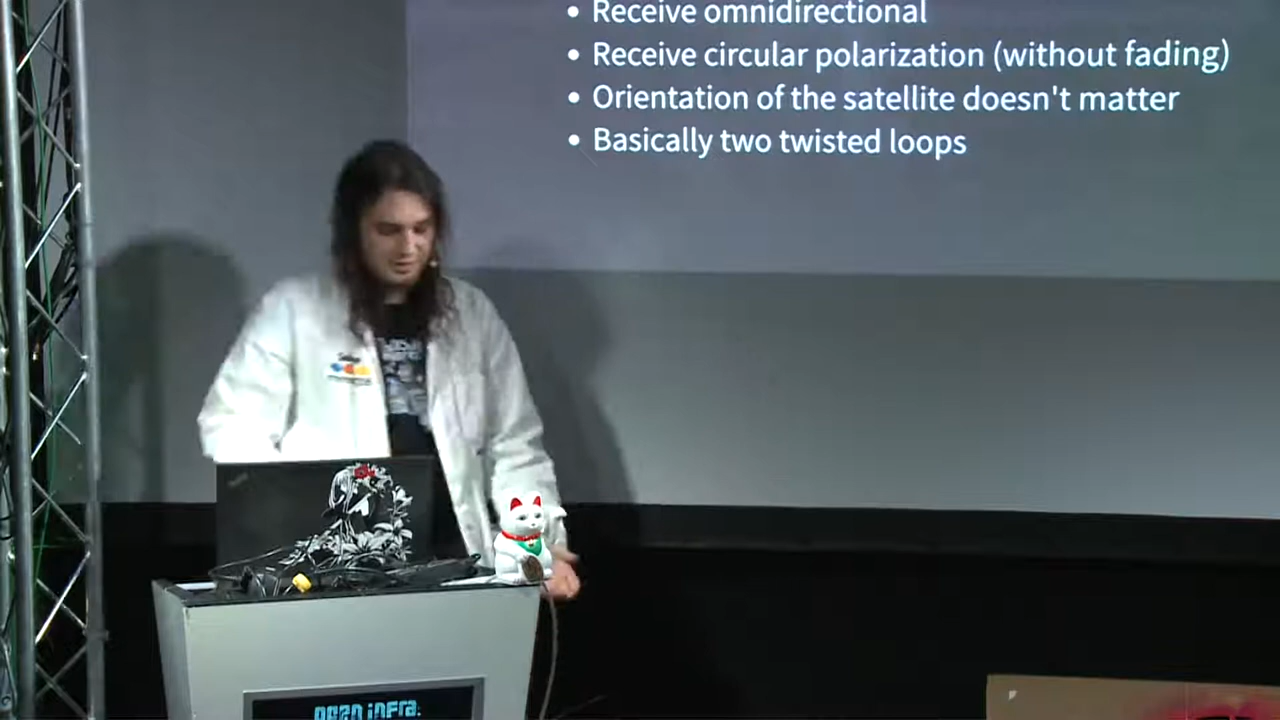 • Receive omnidirectional
• Receive circular polarization (without fading)
• Orientation of the satellite doesn't matter
• Basically two twisted loops